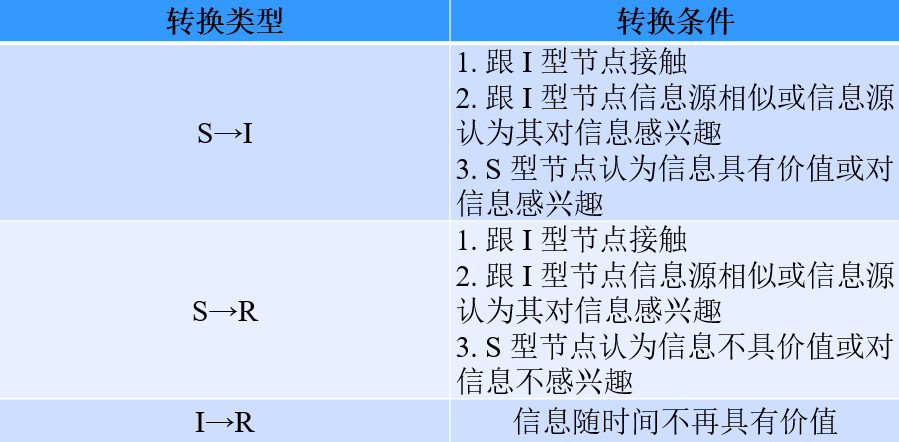 转换类型
转换条件
S→I
1. 跟 I 型节点接触
2. 跟 I 型节点信息源相似或信息源
认为其对信息感兴趣
3. S 型节点认为信息具有价值或对
信息感兴趣
S→R
1. 跟 I 型节点接触
2. 跟 I 型节点信息源相似或信息源
认为其对信息感兴趣
3. S 型节点认为信息不具价值或对
信息不感兴趣
I→R
信息随时间不再具有价值